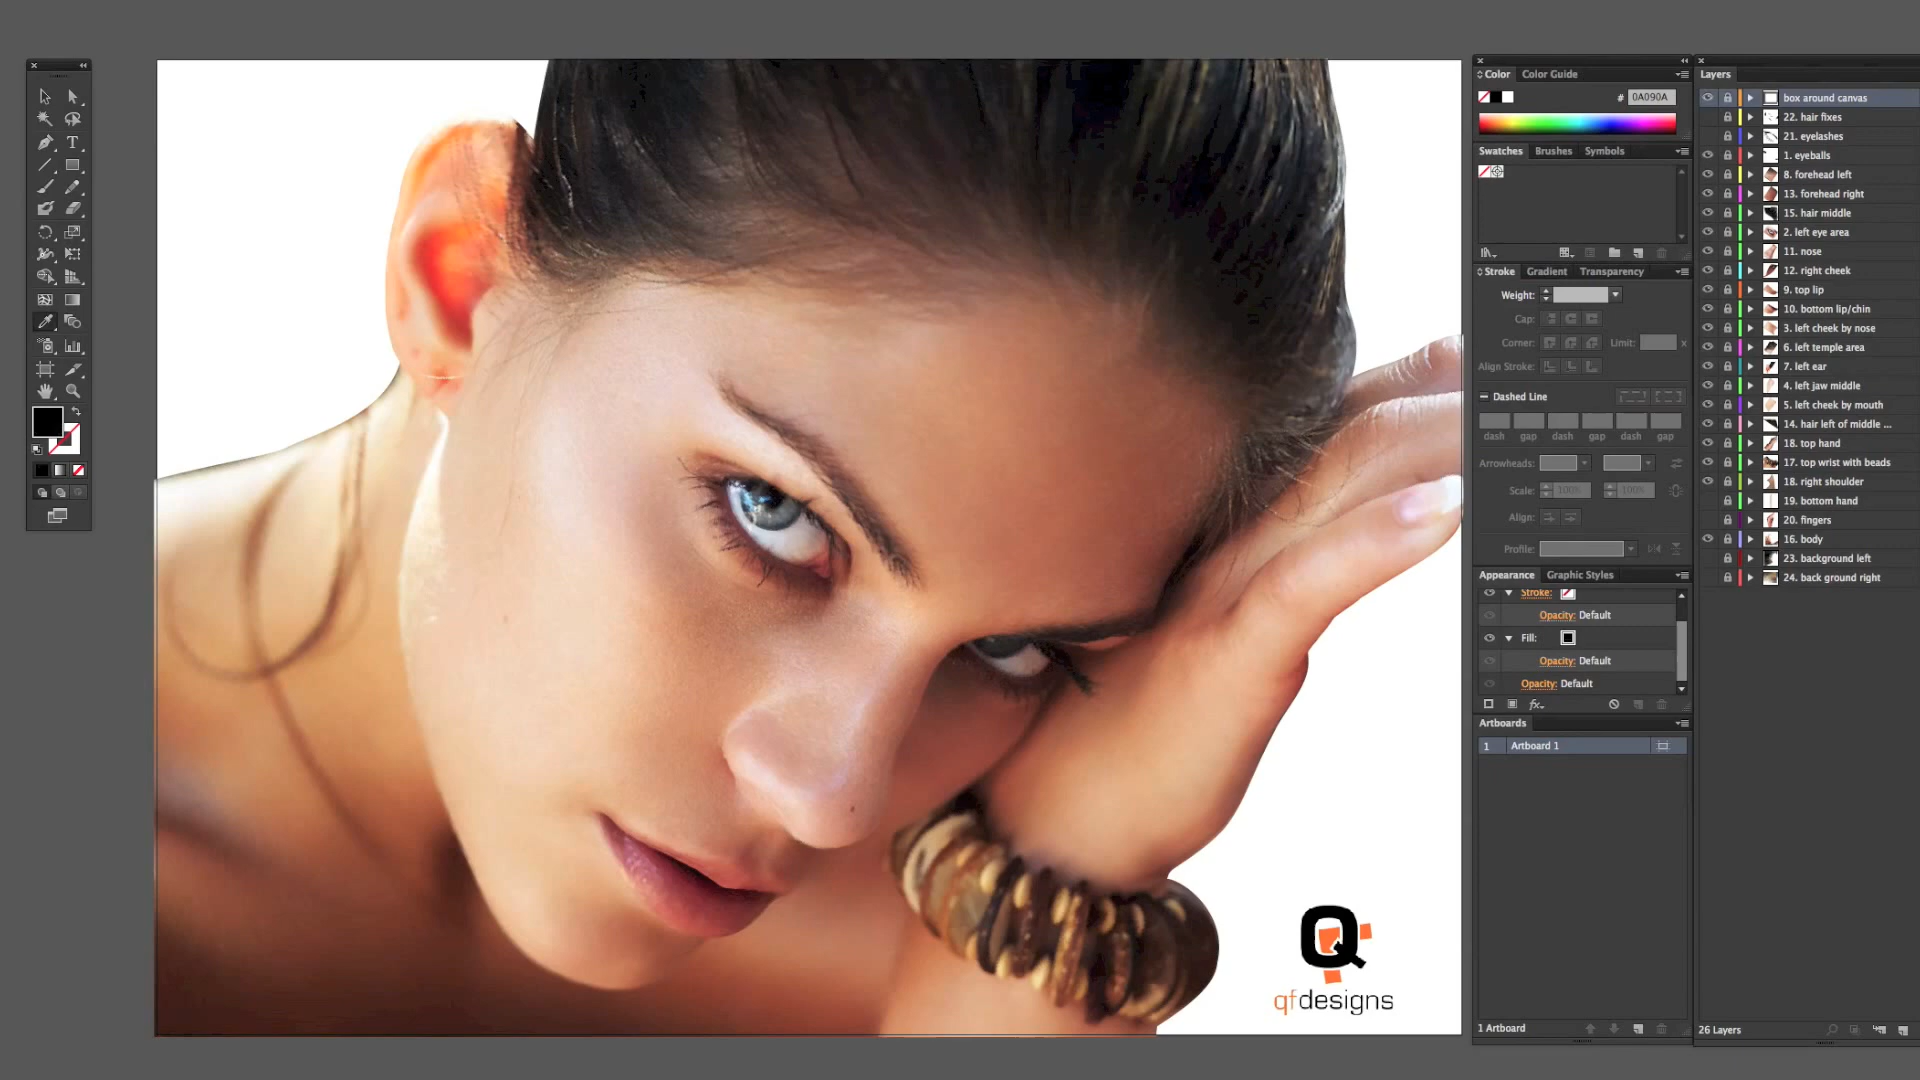 Color
Color Guide
# 0A090A
Swatches
Brushes
Symbols
Stroke
Gradient
Transparency
Weight:
Cap:
Corner:
Limit:
x
Align Stroke:
Dashed Line
dash
gap
dash
gap
dash
gap
Arrowheads:
Scale:
100%
100%
Align:
Profile:
Appearance
Graphic Styles
Stroke:
Opacity: Default
Fill:
Opacity: Default
Opacity: Default
fx
Artboards
1
Artboard 1
1 Artboard
Layers
box around canvas
22. hair fixes
21. eyelashes
1. eyeballs
8. forehead left
13. forehead right
15. hair middle
2. left eye area
11. nose
12. right cheek
9. top lip
10. bottom lip/chin
3. left cheek by nose
6. left temple area
7. left ear
4. left jaw middle
5. left cheek by mouth
14. hair left of middle ...
18. top hand
17. top wrist with beads
18. right shoulder
19. bottom hand
20. fingers
16. body
23. background left
24. back ground right
26 Layers
T
Q
qfdesigns